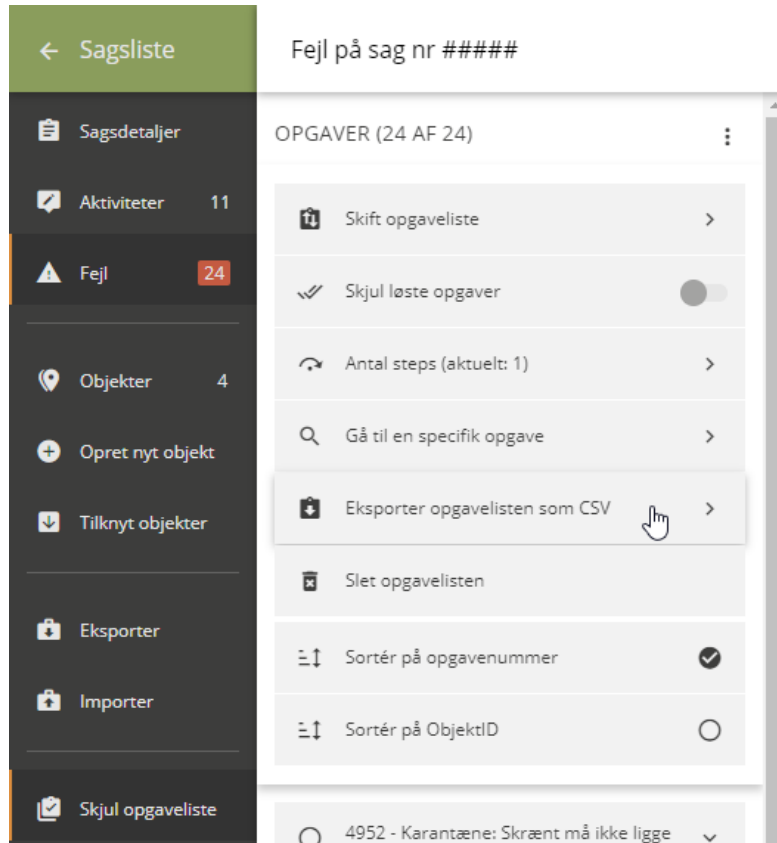 Sagsliste
Fejl på sag nr #####
Sagsdetaljer
Aktiviteter 11
Fejl 24
Objekter 4
Opret nyt objekt
Tilknyt objekter
Eksporter
Importer
Skjul opgaveliste
OPGAVER (24 AF 24)
Skift opgaveliste
Skjul løste opgaver
Antal steps (aktuelt: 1)
Gå til en specifik opgave
Eksporter opgavelisten som CSV
Slet opgavelisten
Sortér på opgavenummer
Sortér på ObjektID
4952 - Karantæne: Skrænt må ikke ligge